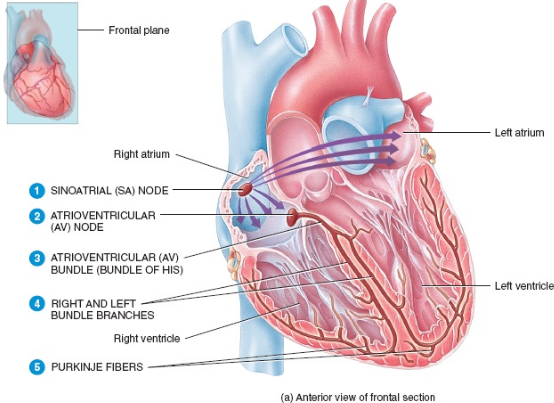 Frontal plane
Left atrium
Right atrium
1 SINOATRIAL (SA) NODE
2 ATRIOVENTRICULAR
(AV) NODE
3 ATRIOVENTRICULAR (AV)
BUNDLE (BUNDLE OF HIS)
4 RIGHT AND LEFT
BUNDLE BRANCHES
Left ventricle
Right ventricle
5 PURKINJE FIBERS
(a) Anterior view of frontal section